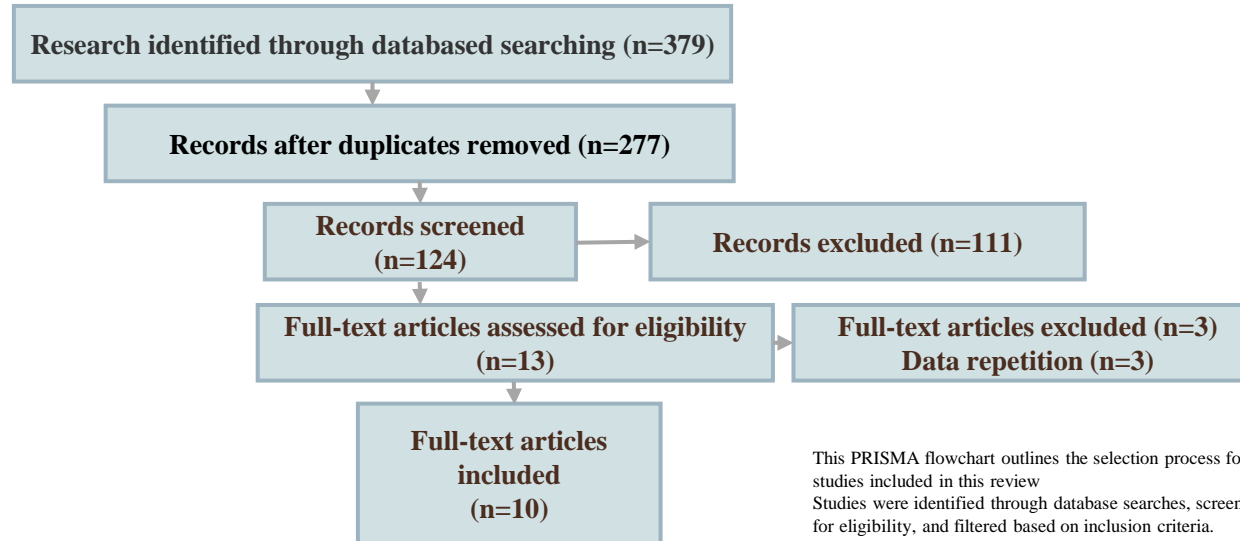 Research identified through databased searching (n=379)
Records after duplicates removed (n=277)
Records screened
(n=124)
Records excluded (n=111)
Full-text articles assessed for eligibility
(n=13)
Full-text articles excluded (n=3)
Data repetition (n=3)
Full-text articles
included
(n=10)
This PRISMA flowchart outlines the selection process
studies included in this review
Studies were identified through database searches,
for eligibility, and filtered based on inclusion criteria.